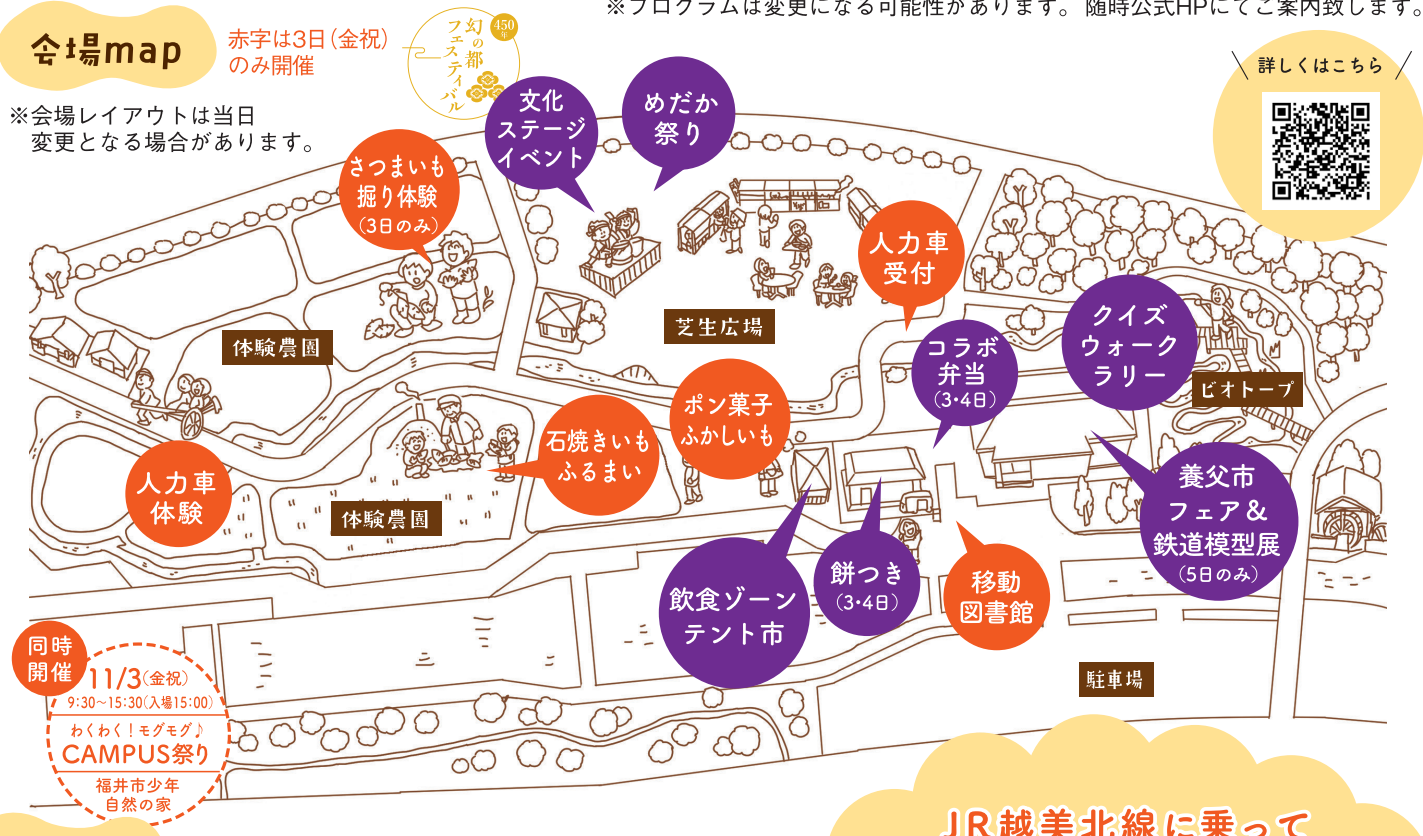 ※プログラムは変更になる可能性があります。随時公式HPにてご案内致します。
会場map
赤字は3日(金祝)
のみ開催
幻の都
フェスティバル
450年
※会場レイアウトは当日
変更となる場合があります。
詳しくはこちら
文化
ステージ
イベント
めだか
祭り
さつまいも
掘り体験
(3日のみ)
人力車
受付
体験農園
芝生広場
コラボ
弁当
(3・4日)
クイズ
ウォーク
ラリー
ビオトープ
ポン菓子
ふかしいも
石焼きいも
ふるまい
人力車
体験
体験農園
養父市
フェア&
鉄道模型展
(5日のみ)
飲食ゾーン
テント市
餅つき
(3・4日)
移動
図書館
駐車場
同時
開催
11/3(金祝)
9:30~15:30(入場15:00)
わくわく!モグモグ♪
CAMPUS祭り
福井市少年
自然の家
JR越美北線に乗って